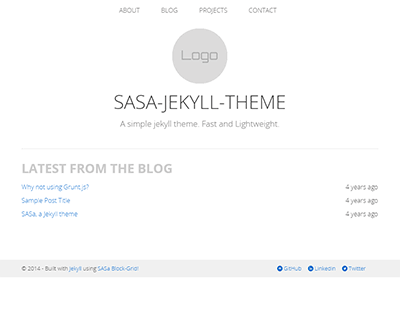 ABOUT BLOG PROJECTS CONTACT
Logo
SASA-JEKYLL-THEME
A simple jekyll theme. Fast and Lightweight.
LATEST FROM THE BLOG
Why not using Grunt.js? 4 years ago
Sample Post Title 4 years ago
SASa, a Jekyll theme 4 years ago
© 2014 - Built with Jekyll using SASa Block-Grid! GitHub Linkedin Twitter